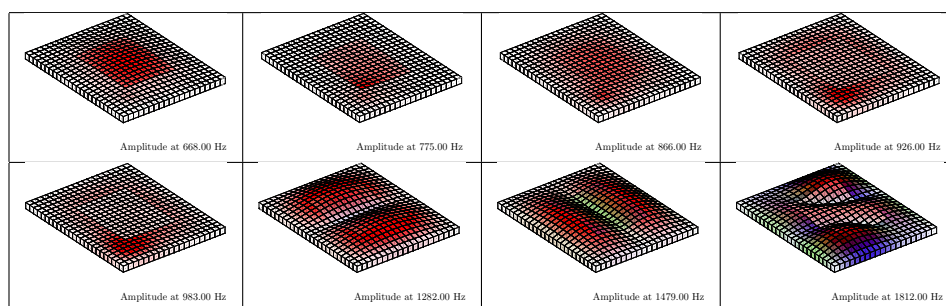 Amplitude at 668.00 Hz
Amplitude at 775.00 Hz
Amplitude at 866.00 Hz
Amplitude at 926.00 Hz
Amplitude at 983.00 Hz
Amplitude at 1282.00 Hz
Amplitude at 1479.00 Hz
Amplitude at 1812.00 Hz